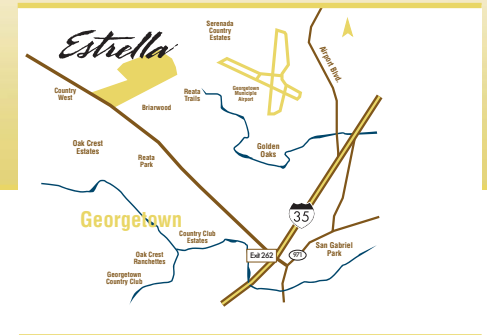 Serenada
Country
Estates
Estrella
Airport Blvd.
Country
West
Reata
Trails
Georgetown
Municiple
Airport
Briarwood
Oak Crest
Estates
Reata
Park
Golden
Oaks
35
Georgetown
Country Club
Estates
Exit 262
971
San Gabriel
Park
Oak Crest
Ranchettes
Georgetown
Country Club